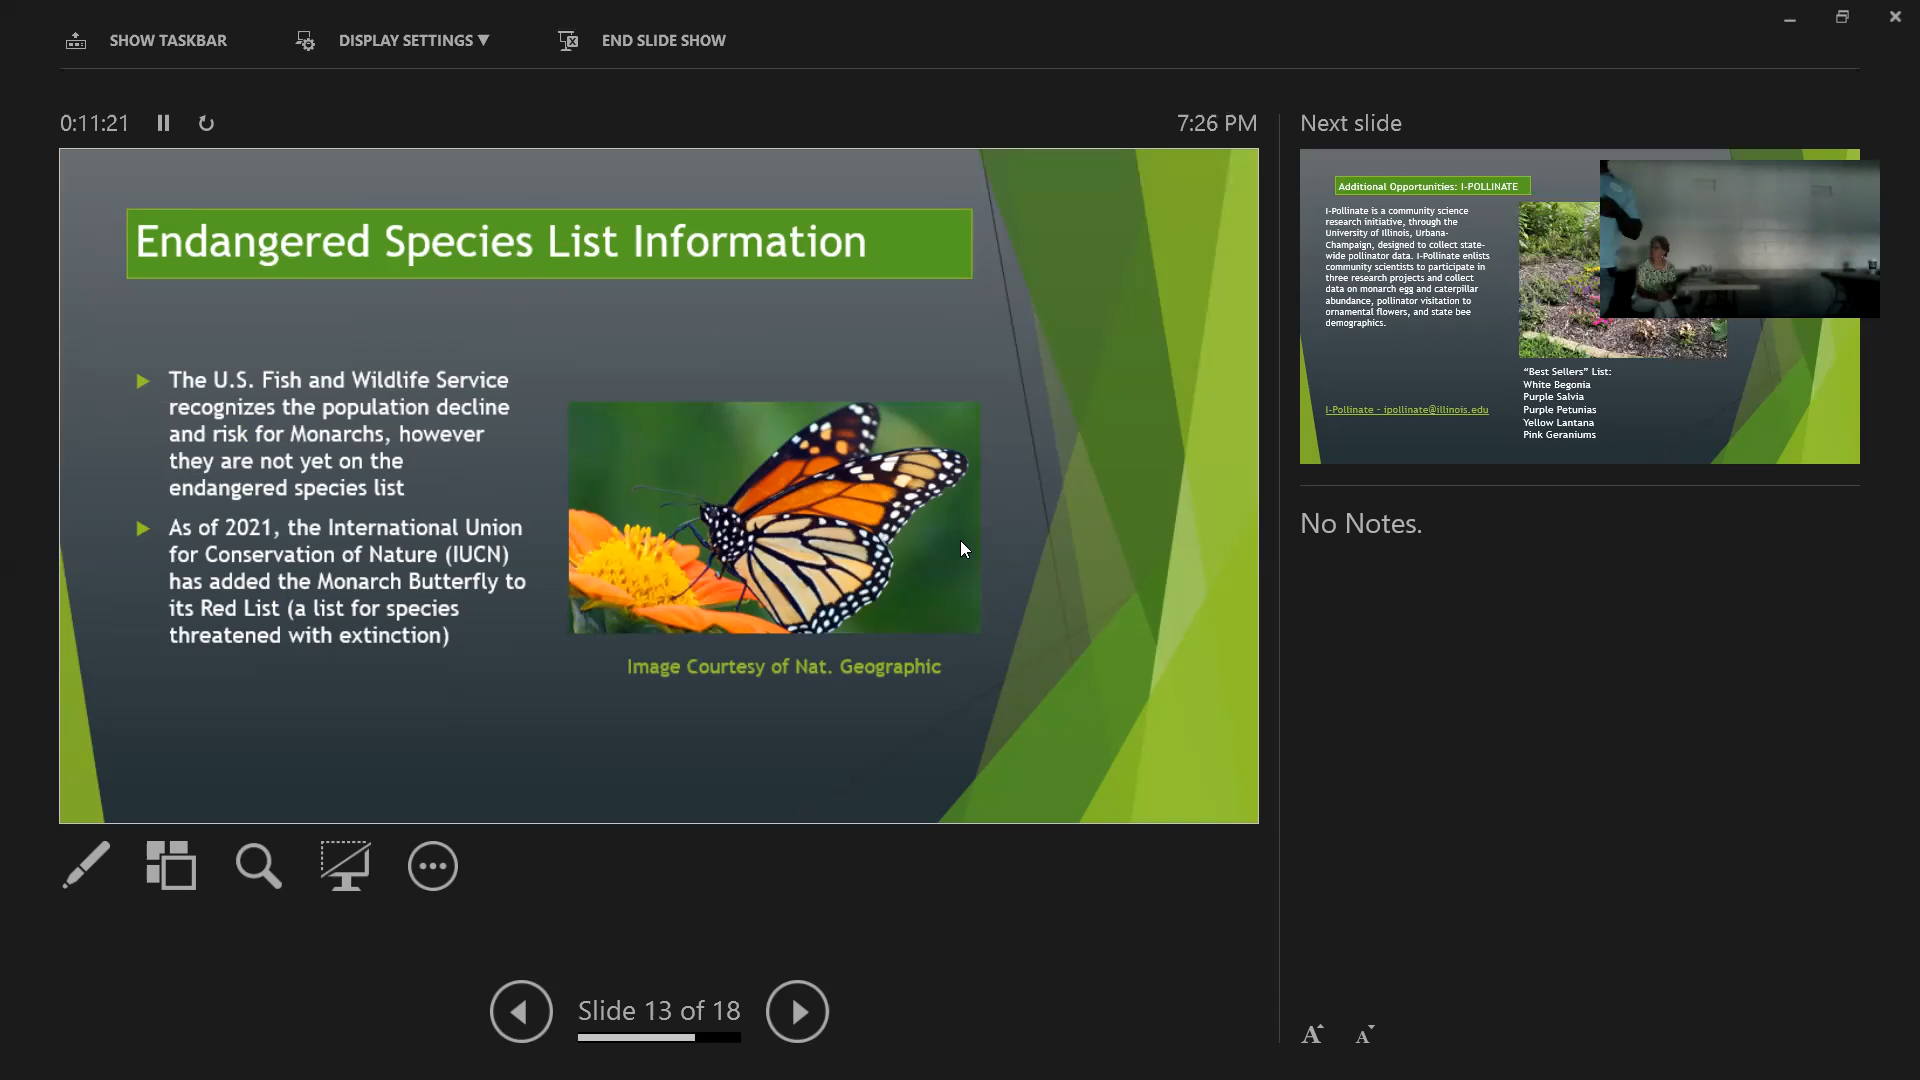 SHOW TASKBAR
DISPLAY SETTINGS ▼
END SLIDE SHOW
0:11:21
7:26 PM
Endangered Species List Information
The U.S. Fish and Wildlife Service
recognizes the population decline
and risk for Monarchs, however
they are not yet on the
endangered species list
As of 2021, the International Union
for Conservation of Nature (IUCN)
has added the Monarch Butterfly to
its Red List (a list for species
threatened with extinction)
Image Courtesy of Nat. Geographic
Slide 13 of 18
Next slide
Additional Opportunities: I-POLLINATE
I-Pollinate is a community science
research initiative, through the
University of Illinois, Urbana-
Champaign, designed to collect state-
wide pollinator data. I-Pollinate enlists
community scientists to participate in
three research projects and collect
data on monarch egg and caterpillar
abundance, pollinator visitation to
ornamental flowers, and state bee
demographics.
I-Pollinate - ipollinate@illinois.edu
“Best Sellers” List:
White Begonia
Purple Salvia
Purple Petunias
Yellow Lantana
Pink Geraniums
No Notes.
A A